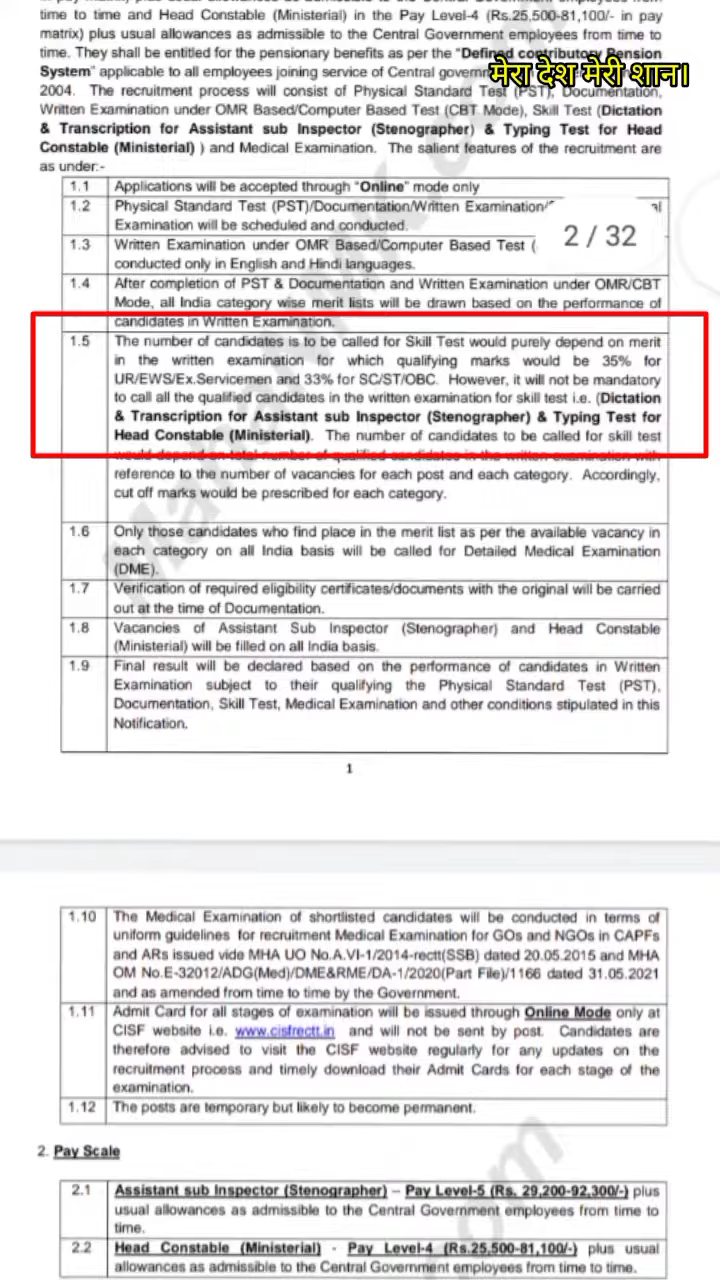 time to time and Head Constable (Ministerial) in the Pay Level-4 (Rs.25,500-81,100/- in pay
matrix) plus usual allowances as admissible to the Central Government employees from time to
time. They shall be entitled for the pensionary benefits as per the "Defined contributory Pension
System" applicable to all employees joining service of Central
मेरा देश मेरी शान।
2004. The recruitment process will consist of Physical Standard Test (PST), Documentation,
Written Examination under OMR Based/Computer Based Test (CBT Mode), Skill Test (Dictation
& Transcription for Assistant sub Inspector (Stenographer) & Typing Test for Head
Constable (Ministerial) ) and Medical Examination. The salient features of the recruitment are
as under:-
1.1 Applications will be accepted through "Online" mode only
1.2 Physical Standard Test (PST)/Documentation/Written Examination/
Examination will be scheduled and conducted.
2 / 32
1.3 Written Examination under OMR Based/Computer Based Test (
conducted only in English and Hindi languages.
1.4 After completion of PST & Documentation and Written Examination under OMR/CBT
Mode, all India category wise merit lists will be drawn based on the performance of
candidates in Written Examination.
1.5 The number of candidates is to be called for Skill Test would purely depend on merit
in the written examination for which qualifying marks would be 35% for
UR/EWS/Ex.Servicemen and 33% for SC/ST/OBC. However, it will not be mandatory
to call all the qualified candidates in the written examination for skill test i.e. (Dictation
& Transcription for Assistant sub Inspector (Stenographer) & Typing Test for
Head Constable (Ministerial). The number of candidates to be called for skill test
would depend on total number of qualified candidates in the written examination with
reference to the number of vacancies for each post and each category. Accordingly,
cut off marks would be prescribed for each category.
1.6 Only those candidates who find place in the merit list as per the available vacancy in
each category on all India basis will be called for Detailed Medical Examination
(DME).
1.7 Verification of required eligibility certificates/documents with the original will be carried
out at the time of Documentation.
1.8 Vacancies of Assistant Sub Inspector (Stenographer) and Head Constable
(Ministerial) will be filled on all India basis.
1.9 Final result will be declared based on the performance of candidates in Written
Examination subject to their qualifying the Physical Standard Test (PST),
Documentation, Skill Test, Medical Examination and other conditions stipulated in this
Notification.
1
1.10 The Medical Examination of shortlisted candidates will be conducted in terms of
uniform guidelines for recruitment Medical Examination for GOs and NGOs in CAPFs
and ARs issued vide MHA UO No.A.VI-1/2014-rectt(SSB) dated 20.05.2015 and MHA
OM No.E-32012/ADG(Med)/DME&RME/DA-1/2020(Part File)/1166 dated 31.05.2021
and as amended from time to time by the Government.
1.11 Admit Card for all stages of examination will be issued through Online Mode only at
CISF website i.e. www.cisfrectt.in and will not be sent by post. Candidates are
therefore advised to visit the CISF website regularly for any updates on the
recruitment process and timely download their Admit Cards for each stage of the
examination.
1.12 The posts are temporary but likely to become permanent.
2. Pay Scale
2.1 Assistant sub Inspector (Stenographer) – Pay Level-5 (Rs. 29,200-92,300/-) plus
usual allowances as admissible to the Central Government employees from time to
time.
2.2 Head Constable (Ministerial) - Pay Level-4 (Rs.25,500-81,100/-) plus usual
allowances as admissible to the Central Government employees from time to time.